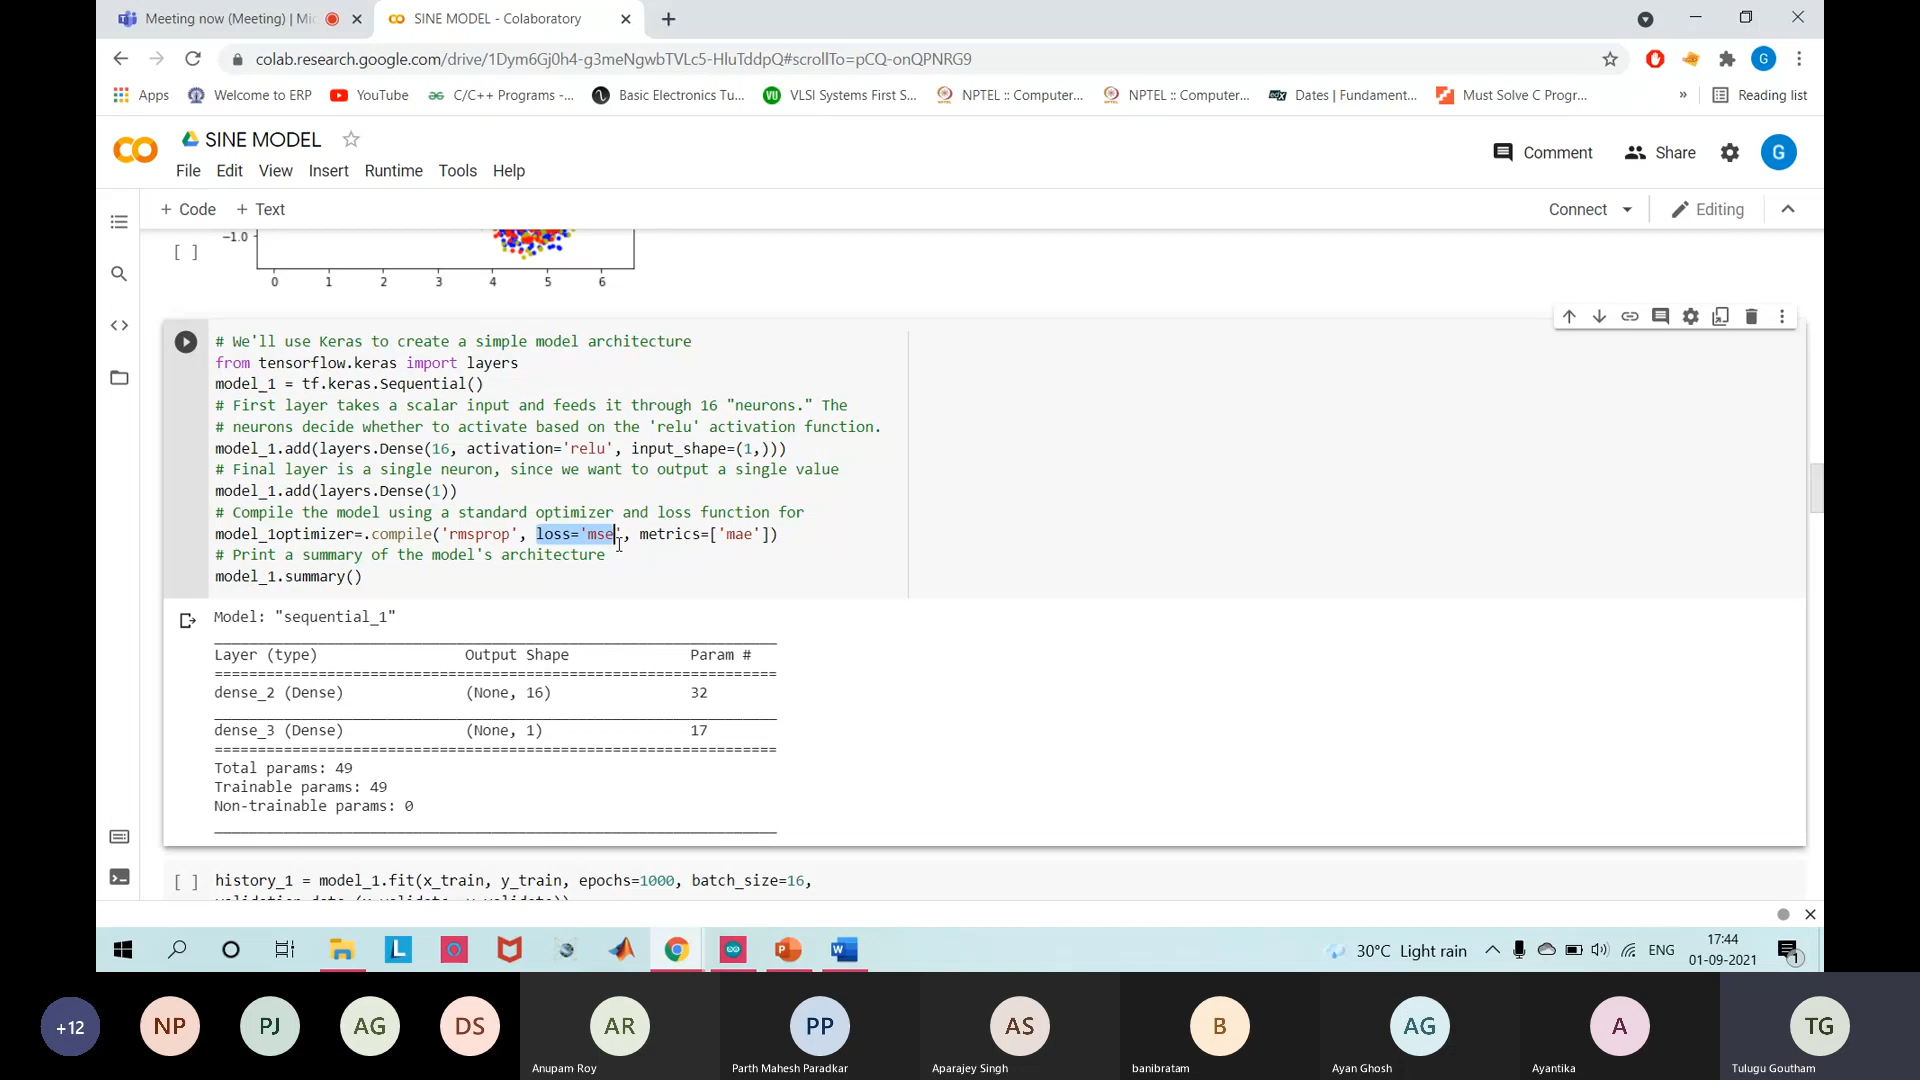 Meeting now (Meeting) | Mic
SINE MODEL - Colaboratory
colab.research.google.com/drive/1Dym6Gj0h4-g3meNgwbTVLc5-HluTddpQ#scrollTo=pCQ-onQPNRG9
G
Apps
Welcome to ERP
YouTube
C/C++ Programs -...
Basic Electronics Tu...
VLSI Systems First S...
NPTEL :: Computer...
NPTEL :: Computer...
Dates | Fundament...
Must Solve C Progr...
»
Reading list
SINE MODEL
File Edit View Insert Runtime Tools Help
Comment
Share
G
+ Code + Text
Connect
Editing
-1.0
[ ]
0 1 2 3 4 5 6
# We'll use Keras to create a simple model architecture
from tensorflow.keras import layers
model_1 = tf.keras.Sequential()
# First layer takes a scalar input and feeds it through 16 "neurons." The
# neurons decide whether to activate based on the 'relu' activation function.
model_1.add(layers.Dense(16, activation='relu', input_shape=(1,)))
# Final layer is a single neuron, since we want to output a single value
model_1.add(layers.Dense(1))
# Compile the model using a standard optimizer and loss function for
model_1optimizer=.compile('rmsprop', loss='mse', metrics=['mae'])
# Print a summary of the model's architecture
model_1.summary()
Model: "sequential_1"
Layer (type) Output Shape Param #
dense_2 (Dense) (None, 16) 32
dense_3 (Dense) (None, 1) 17
Total params: 49
Trainable params: 49
Non-trainable params: 0
[ ] history_1 = model_1.fit(x_train, y_train, epochs=1000, batch_size=16,
validation_data=(x_validate, y_validate))
30°C Light rain
ENG
17:44
01-09-2021
1
+12
NP
PJ
AG
DS
AR
PP
AS
B
AG
A
TG
Anupam Roy
Parth Mahesh Paradkar
Aparajey Singh
banibratam
Ayan Ghosh
Ayantika
Tulugu Goutham